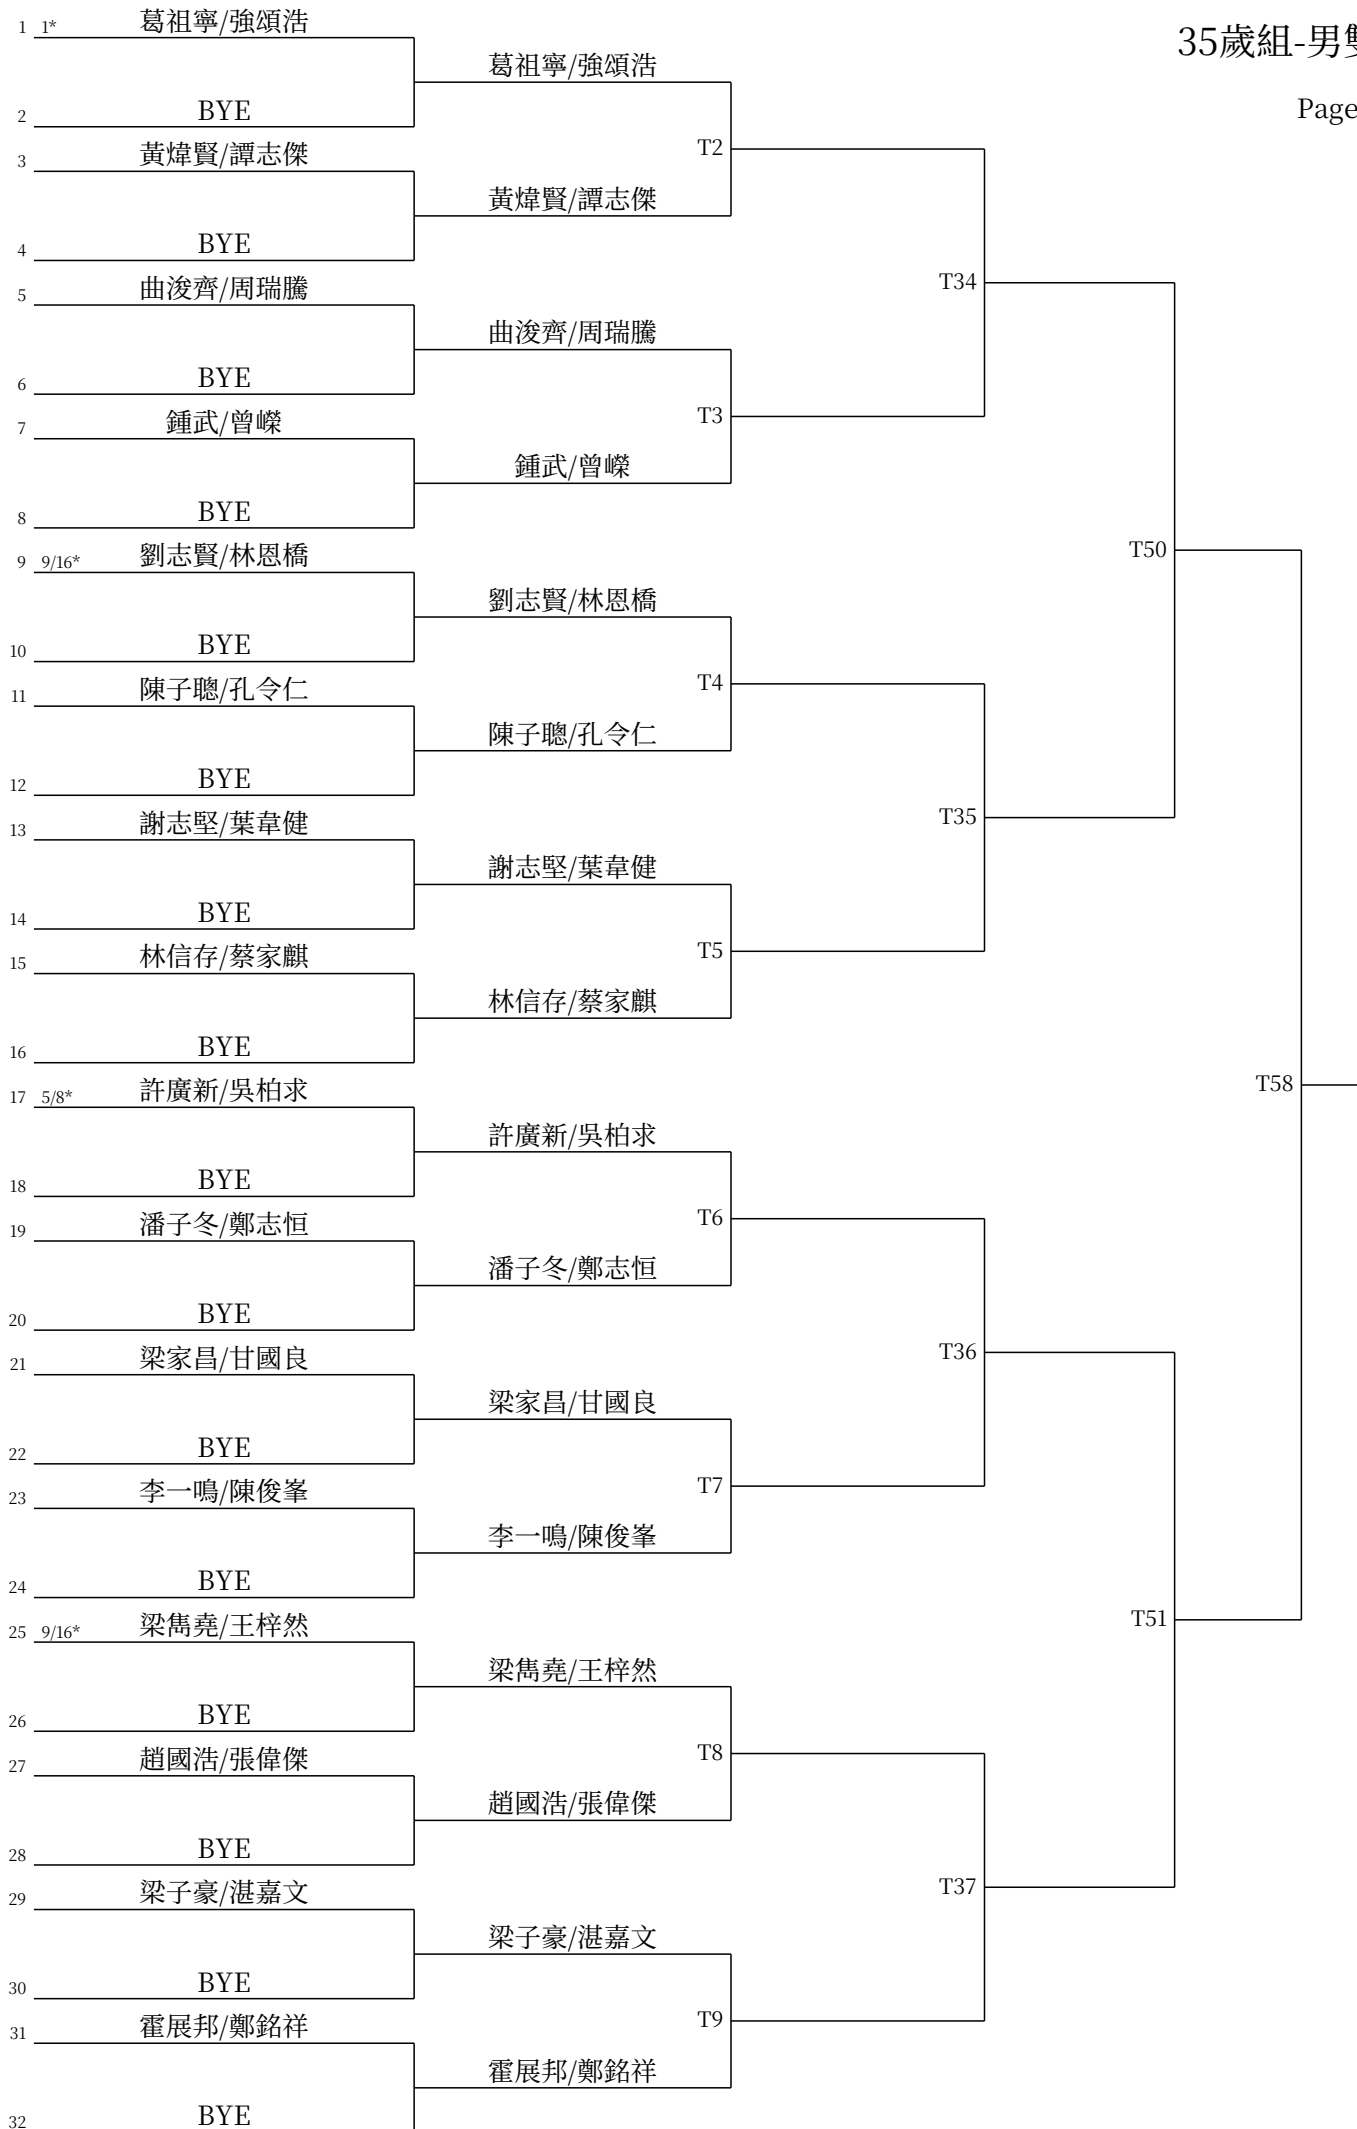 35歲組-男雙
Page
1 1* 葛祖寧/強頌浩
葛祖寧/強頌浩
2 BYE
T2
3 黃煒賢/譚志傑
黃煒賢/譚志傑
4 BYE
T34
5 曲浚齊/周瑞騰
曲浚齊/周瑞騰
6 BYE
T3
7 鍾武/曾嶸
鍾武/曾嶸
8 BYE
T50
9 9/16* 劉志賢/林恩橋
劉志賢/林恩橋
10 BYE
T4
11 陳子聰/孔令仁
陳子聰/孔令仁
12 BYE
T35
13 謝志堅/葉韋健
謝志堅/葉韋健
14 BYE
T5
15 林信存/蔡家麒
林信存/蔡家麒
16 BYE
T58
17 5/8* 許廣新/吳柏求
許廣新/吳柏求
18 BYE
T6
19 潘子冬/鄭志恒
潘子冬/鄭志恒
20 BYE
T36
21 梁家昌/甘國良
梁家昌/甘國良
22 BYE
T7
23 李一鳴/陳俊峯
李一鳴/陳俊峯
24 BYE
T51
25 9/16* 梁雋堯/王梓然
梁雋堯/王梓然
26 BYE
T8
27 趙國浩/張偉傑
趙國浩/張偉傑
28 BYE
T37
29 梁子豪/湛嘉文
梁子豪/湛嘉文
30 BYE
T9
31 霍展邦/鄭銘祥
霍展邦/鄭銘祥
32 BYE